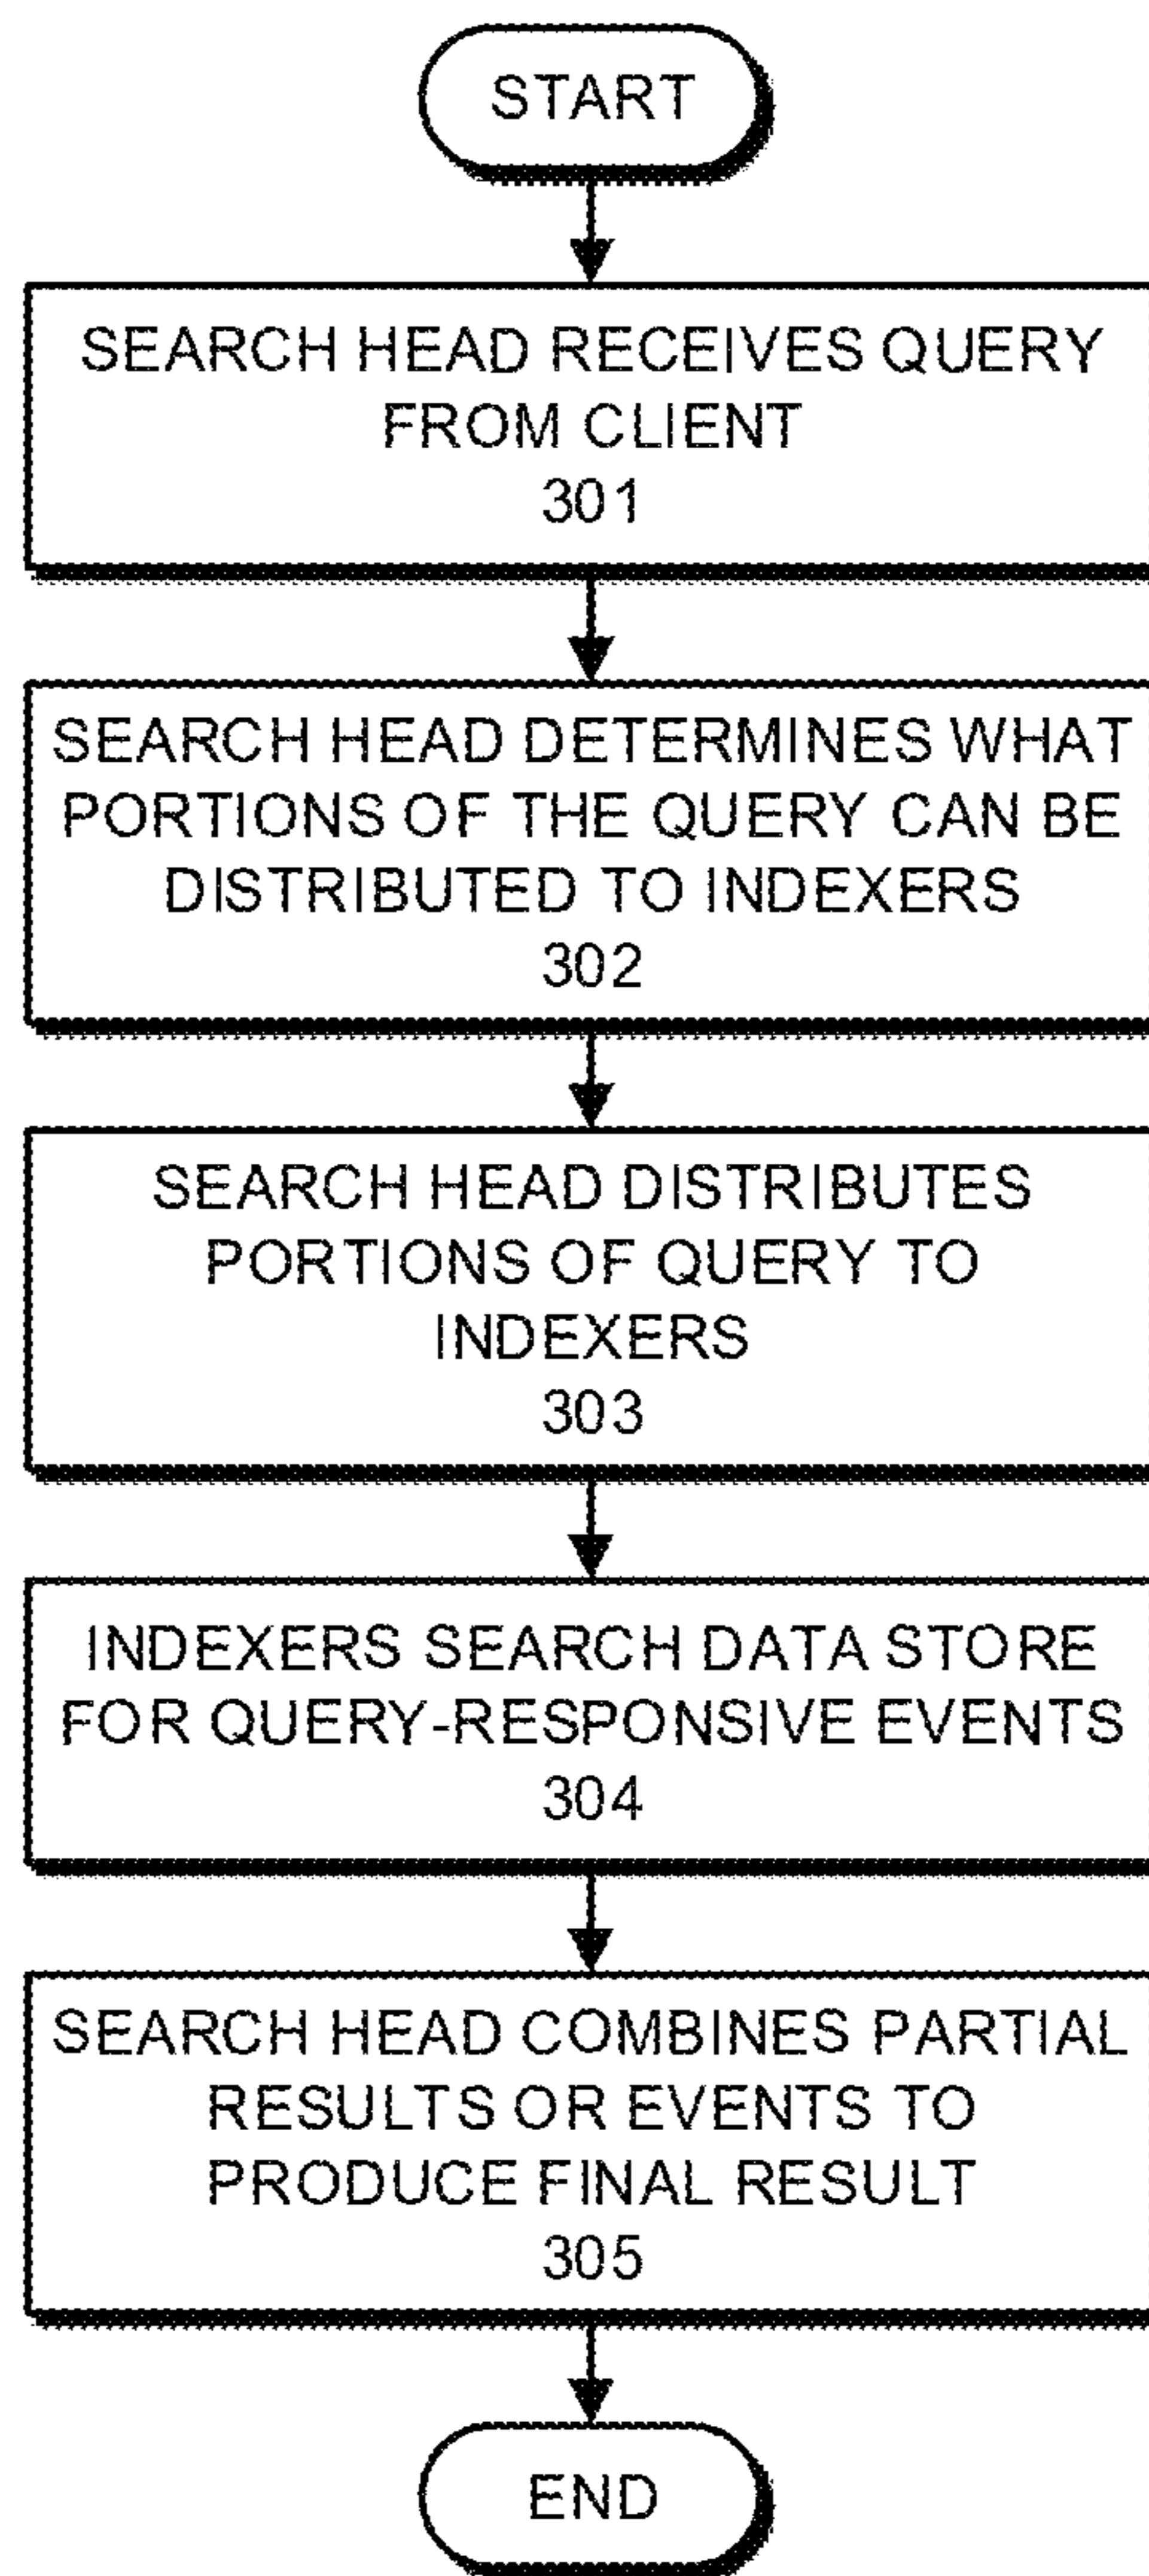 START
SEARCH HEAD RECEIVES QUERY
FROM CLIENT
301
SEARCH HEAD DETERMINES WHAT
PORTIONS OF THE QUERY CAN BE
DISTRIBUTED TO INDEXERS
302
SEARCH HEAD DISTRIBUTES
PORTIONS OF QUERY TO
INDEXERS
303
INDEXERS SEARCH DATA STORE
FOR QUERY-RESPONSIVE EVENTS
304
SEARCH HEAD COMBINES PARTIAL
RESULTS OR EVENTS TO
PRODUCE FINAL RESULT
305
END